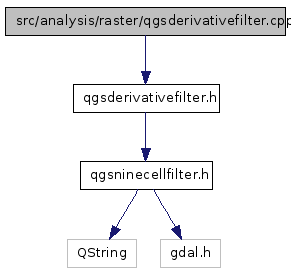 src/analysis/raster/qgsderivativefilter.cpp
qgsderivativefilter.h
qgsninecellfilter.h
QString
gdal.h